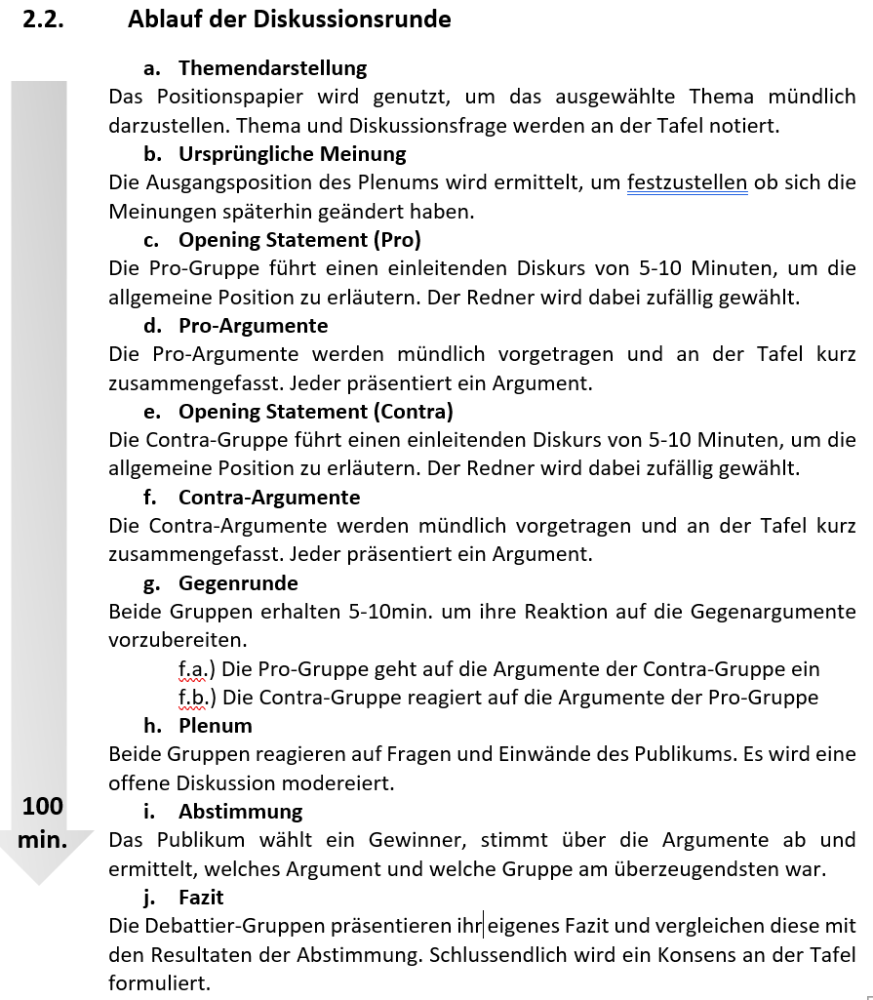 2.2. Ablauf der Diskussionsrunde
a. Themendarstellung
Das Positionspapier wird genutzt, um das ausgewählte Thema mündlich
darzustellen. Thema und Diskussionsfrage werden an der Tafel notiert.
b. Ursprüngliche Meinung
Die Ausgangsposition des Plenums wird ermittelt, um festzustellen ob sich die
Meinungen späterhin geändert haben.
c. Opening Statement (Pro)
Die Pro-Gruppe führt einen einleitenden Diskurs von 5-10 Minuten, um die
allgemeine Position zu erläutern. Der Redner wird dabei zufällig gewählt.
d. Pro-Argumente
Die Pro-Argumente werden mündlich vorgetragen und an der Tafel kurz
zusammengefasst. Jeder präsentiert ein Argument.
e. Opening Statement (Contra)
Die Contra-Gruppe führt einen einleitenden Diskurs von 5-10 Minuten, um die
allgemeine Position zu erläutern. Der Redner wird dabei zufällig gewählt.
f. Contra-Argumente
Die Contra-Argumente werden mündlich vorgetragen und an der Tafel kurz
zusammengefasst. Jeder präsentiert ein Argument.
g. Gegenrunde
Beide Gruppen erhalten 5-10min. um ihre Reaktion auf die Gegenargumente
vorzubereiten.
f.a.) Die Pro-Gruppe geht auf die Argumente der Contra-Gruppe ein
f.b.) Die Contra-Gruppe reagiert auf die Argumente der Pro-Gruppe
h. Plenum
Beide Gruppen reagieren auf Fragen und Einwände des Publikums. Es wird eine
offene Diskussion modereiert.
i. Abstimmung
Das Publikum wählt ein Gewinner, stimmt über die Argumente ab und
ermittelt, welches Argument und welche Gruppe am überzeugendsten war.
j. Fazit
Die Debattier-Gruppen präsentieren ihr eigenes Fazit und vergleichen diese mit
den Resultaten der Abstimmung. Schlussendlich wird ein Konsens an der Tafel
formuliert.
100
min.